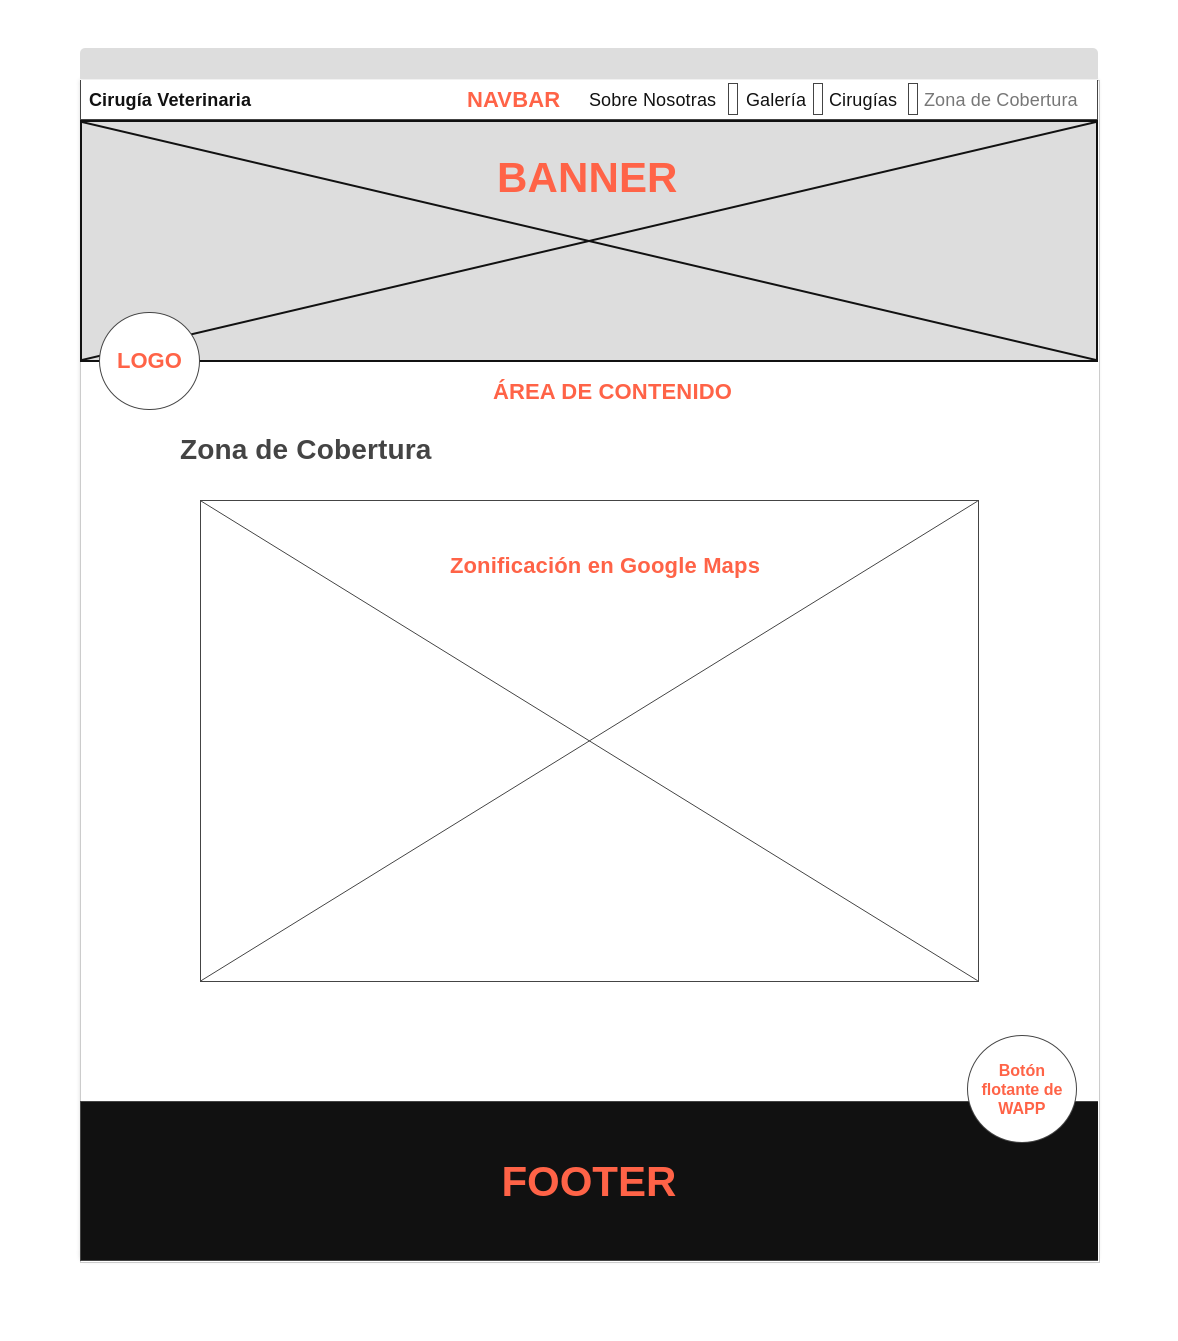 Cirugía Veterinaria NAVBAR Sobre Nosotras Galería Cirugías Zona de Cobertura
BANNER
LOGO
ÁREA DE CONTENIDO
Zona de Cobertura
Zonificación en Google Maps
Botón
flotante de
WAPP
FOOTER